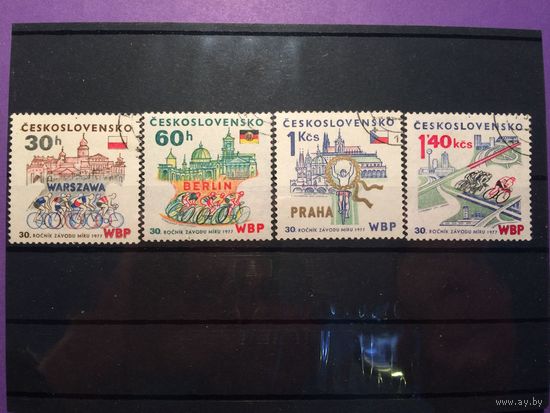 ČESKOSLOVENSKO
30h
WARSZAWA
30. ROČNÍK ZÁVODU MÍRU 1977 WBP
ČESKOSLOVENSKO
60h
BERLIN
30. ROČNÍK ZÁVODU MÍRU 1977 WBP
ČESKOSLOVENSKO
1Kčs
PRAHA
30. ROČNÍK ZÁVODU MÍRU 1977 WBP
ČESKOSLOVENSKO
1'40 Kčs
30. ROČNÍK ZÁVODU MÍRU 1977 WBP
www.ay.by